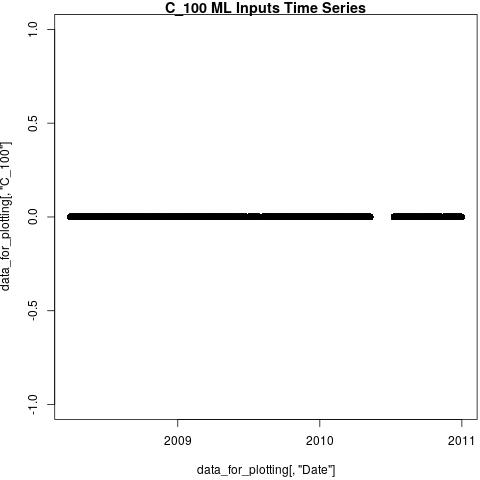 C_100 ML Inputs Time Series
1.0
0.5
0.0
-0.5
-1.0
data_for_plotting[, "C_100"]
2009
2010
2011
data_for_plotting[, "Date"]